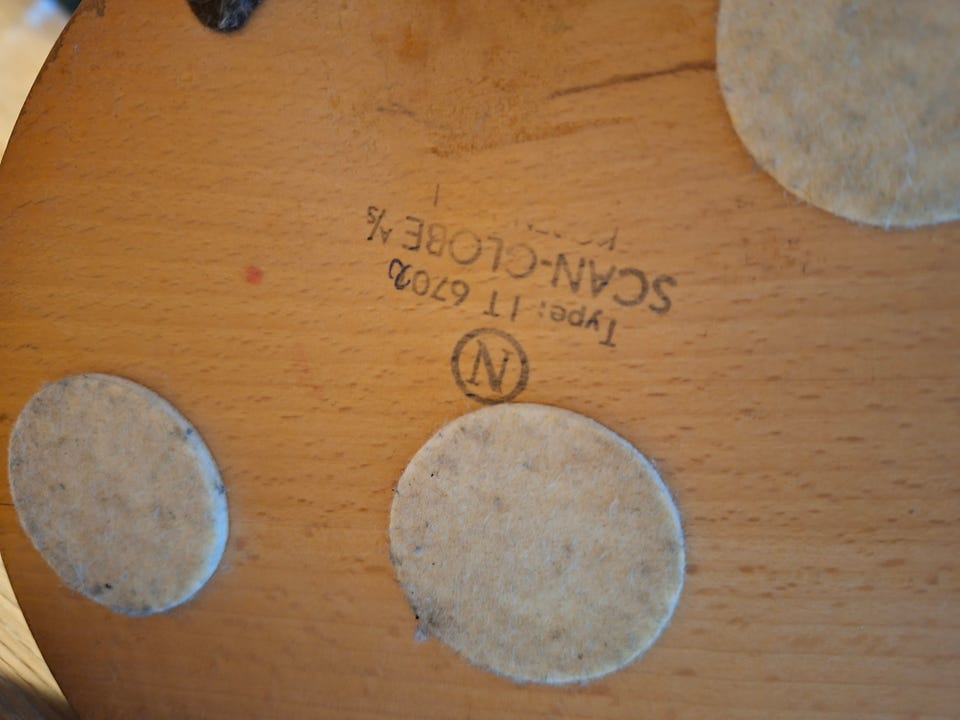 N
Type: IT 6702
SCAN-GLOBE A/S